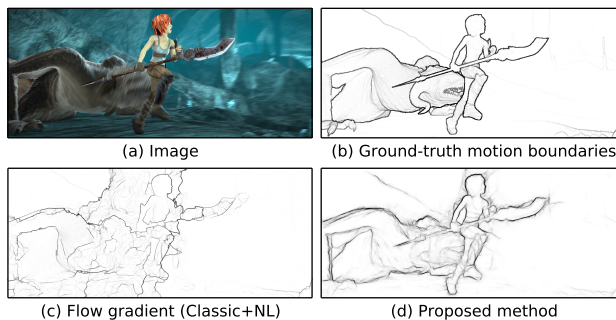 (a) Image
(b) Ground-truth motion boundaries
(c) Flow gradient (Classic+NL)
(d) Proposed method